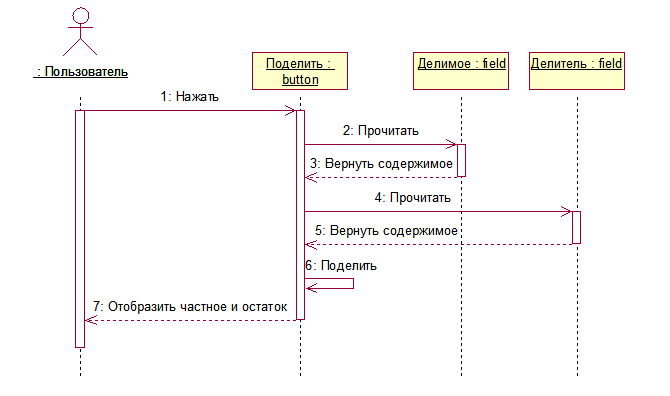 : Пользователь
Поделить :
button
Делимое : field
Делитель : field
1: Нажать
2: Прочитать
3: Вернуть содержимое
4: Прочитать
5: Вернуть содержимое
6: Поделить
7: Отобразить частное и остаток